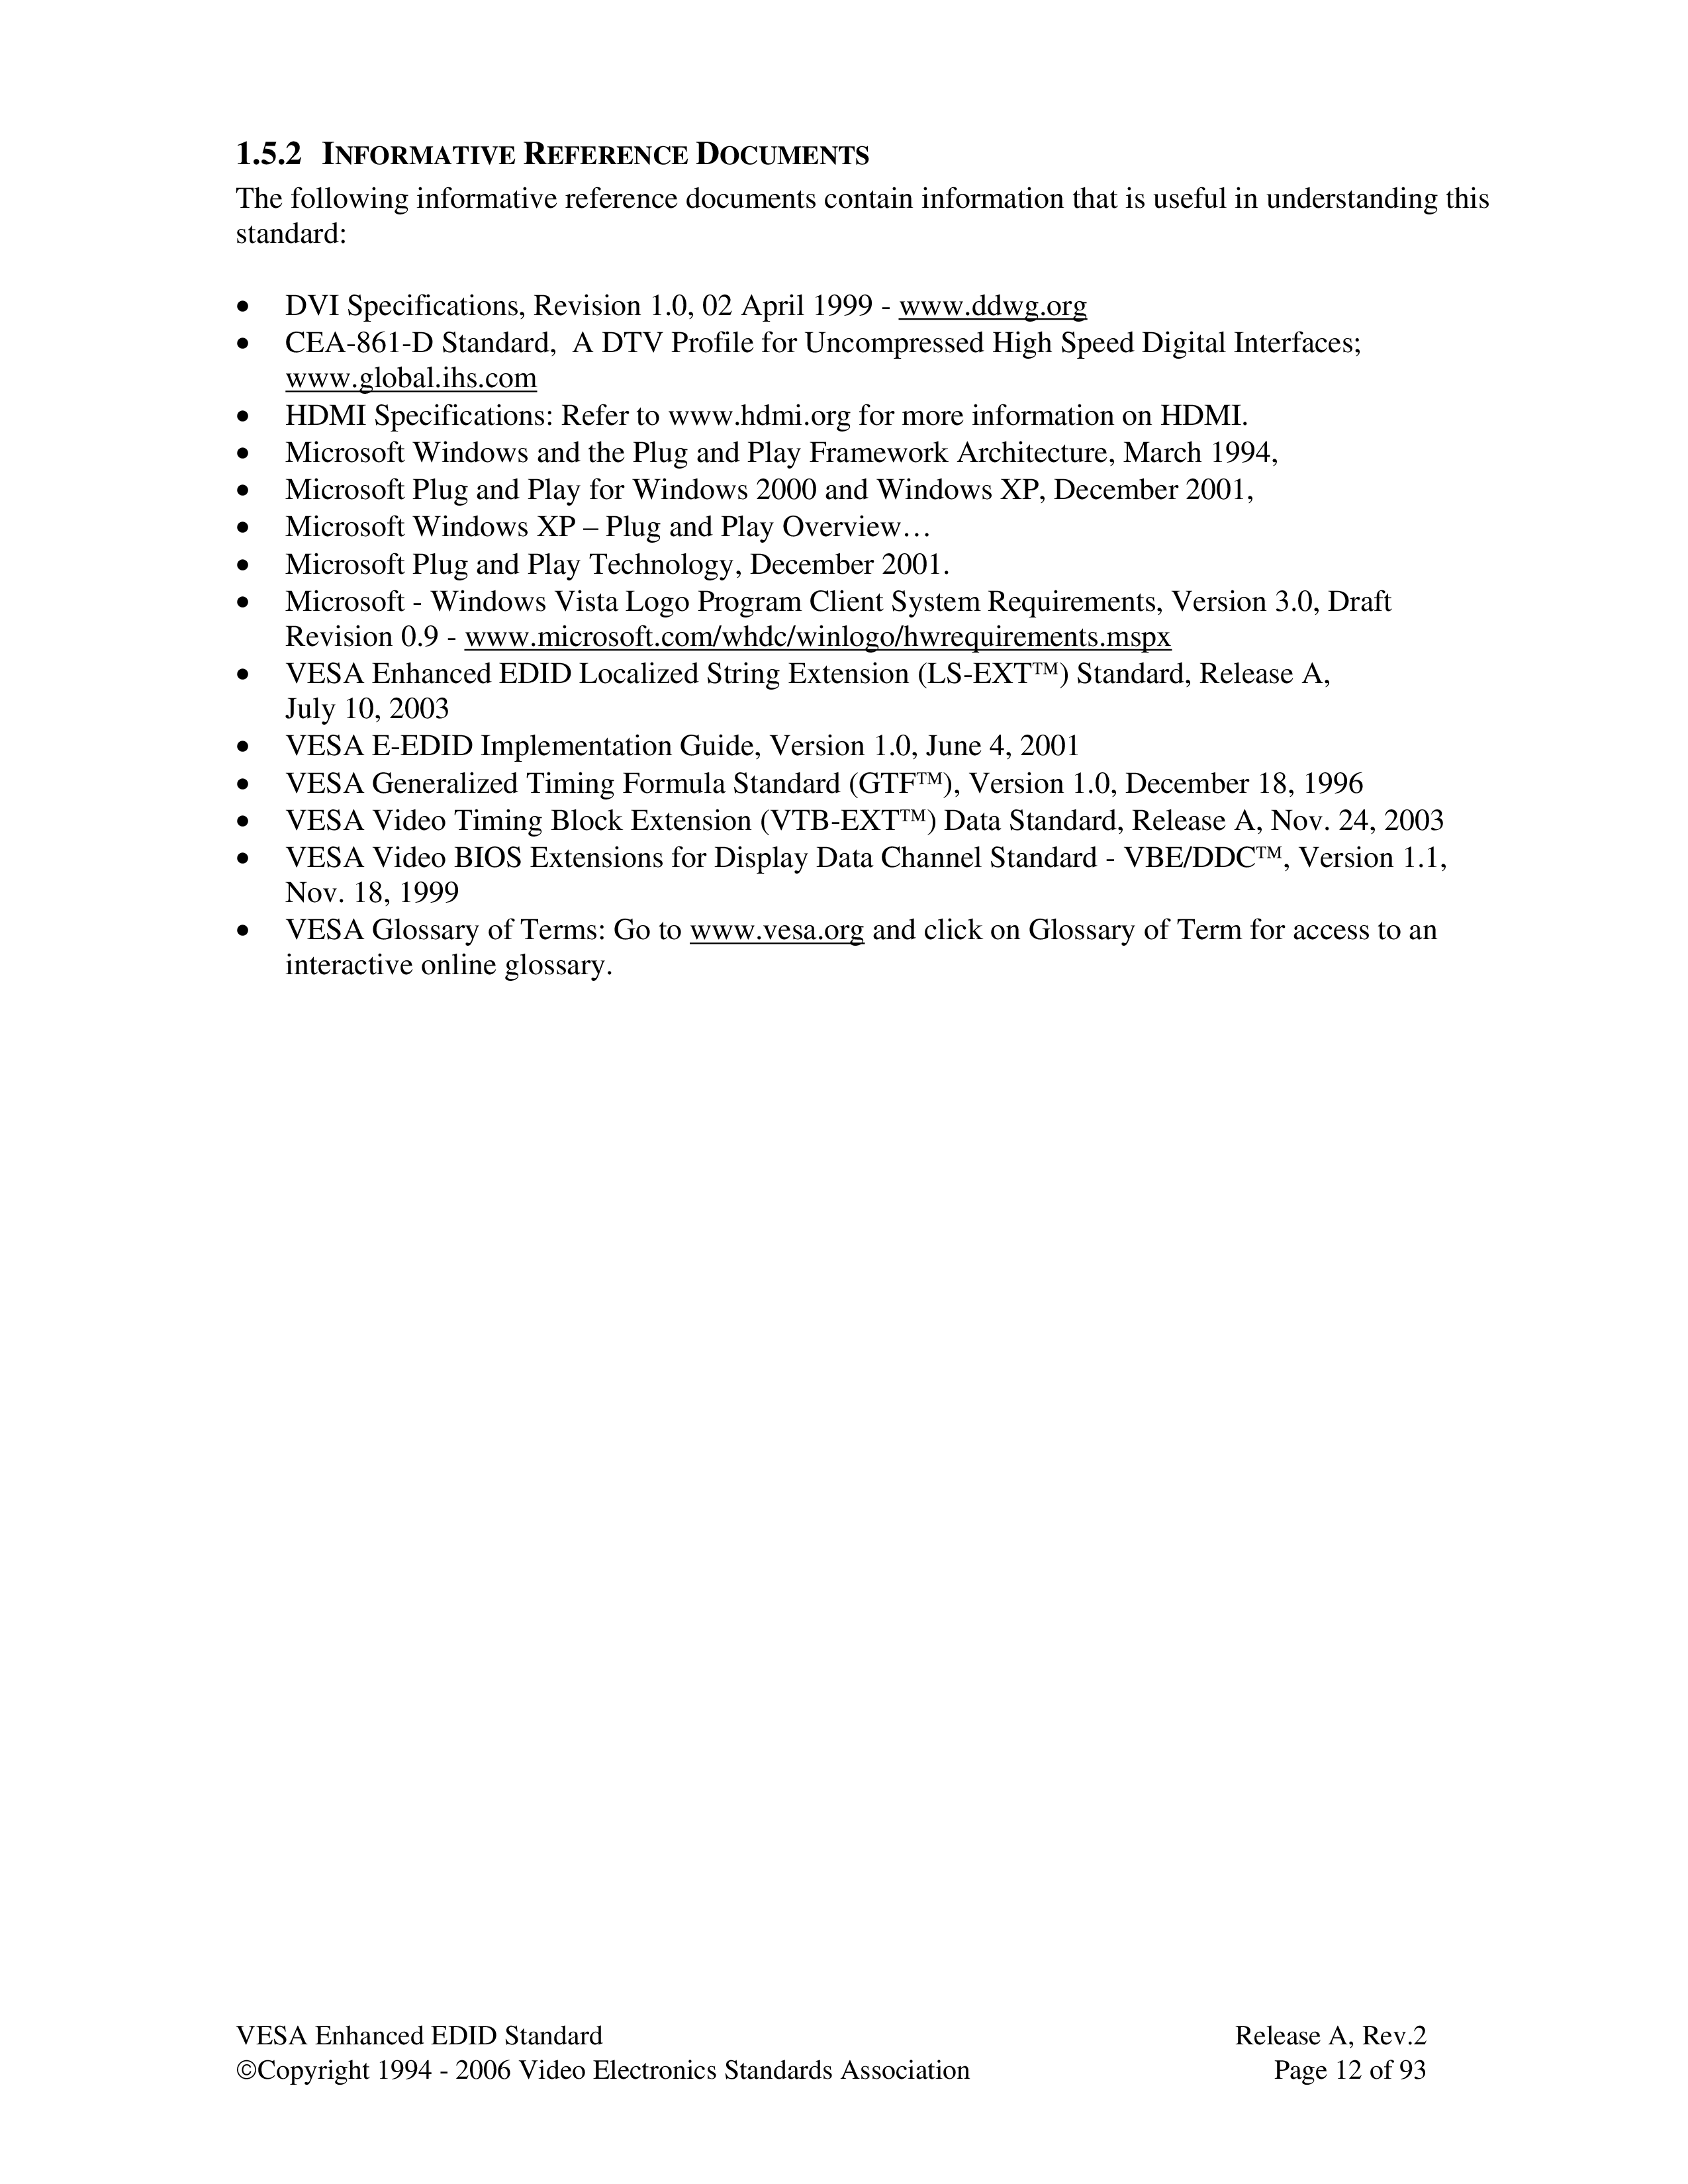 1.5.2 INFORMATIVE REFERENCE DOCUMENTS
The following informative reference documents contain information that is useful in understanding this
standard:
• DVI Specifications, Revision 1.0, 02 April 1999 - www.ddwg.org
• CEA-861-D Standard,  A DTV Profile for Uncompressed High Speed Digital Interfaces;
www.global.ihs.com
• HDMI Specifications: Refer to www.hdmi.org for more information on HDMI.
• Microsoft Windows and the Plug and Play Framework Architecture, March 1994,
• Microsoft Plug and Play for Windows 2000 and Windows XP, December 2001,
• Microsoft Windows XP – Plug and Play Overview…
• Microsoft Plug and Play Technology, December 2001.
• Microsoft - Windows Vista Logo Program Client System Requirements, Version 3.0, Draft
Revision 0.9 - www.microsoft.com/whdc/winlogo/hwrequirements.mspx
• VESA Enhanced EDID Localized String Extension (LS-EXT™) Standard, Release A,
July 10, 2003
• VESA E-EDID Implementation Guide, Version 1.0, June 4, 2001
• VESA Generalized Timing Formula Standard (GTF™), Version 1.0, December 18, 1996
• VESA Video Timing Block Extension (VTB-EXT™) Data Standard, Release A, Nov. 24, 2003
• VESA Video BIOS Extensions for Display Data Channel Standard - VBE/DDC™, Version 1.1,
Nov. 18, 1999
• VESA Glossary of Terms: Go to www.vesa.org and click on Glossary of Term for access to an
interactive online glossary.
VESA Enhanced EDID Standard Release A, Rev.2
©Copyright 1994 - 2006 Video Electronics Standards Association Page 12 of 93